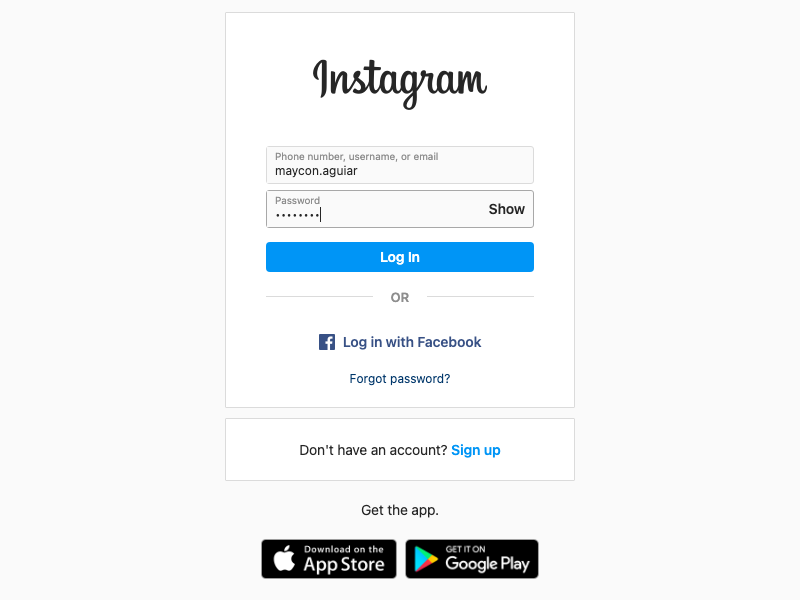 Instagram
Phone number, username, or email
maycon.aguiar
Password
••••••••
Show
Log In
OR
Log in with Facebook
Forgot password?
Don't have an account? Sign up
Get the app.
Download on the
App Store
GET IT ON
Google Play